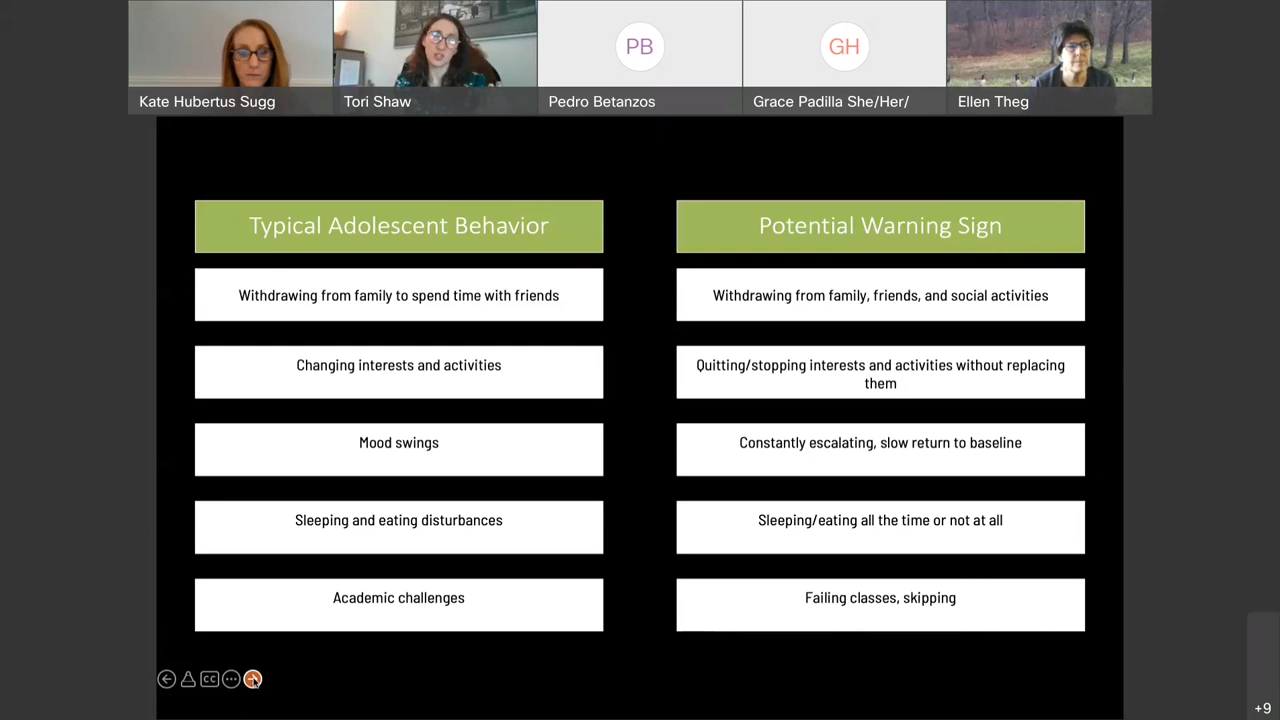 PB
GH
Kate Hubertus Sugg
Tori Shaw
Pedro Betanzos
Grace Padilla She/Her/
Ellen Theg
Typical Adolescent Behavior
Potential Warning Sign
Withdrawing from family to spend time with friends
Withdrawing from family, friends, and social activities
Changing interests and activities
Quitting/stopping interests and activities without replacing
them
Mood swings
Constantly escalating, slow return to baseline
Sleeping and eating disturbances
Sleeping/eating all the time or not at all
Academic challenges
Failing classes, skipping
CC
+9